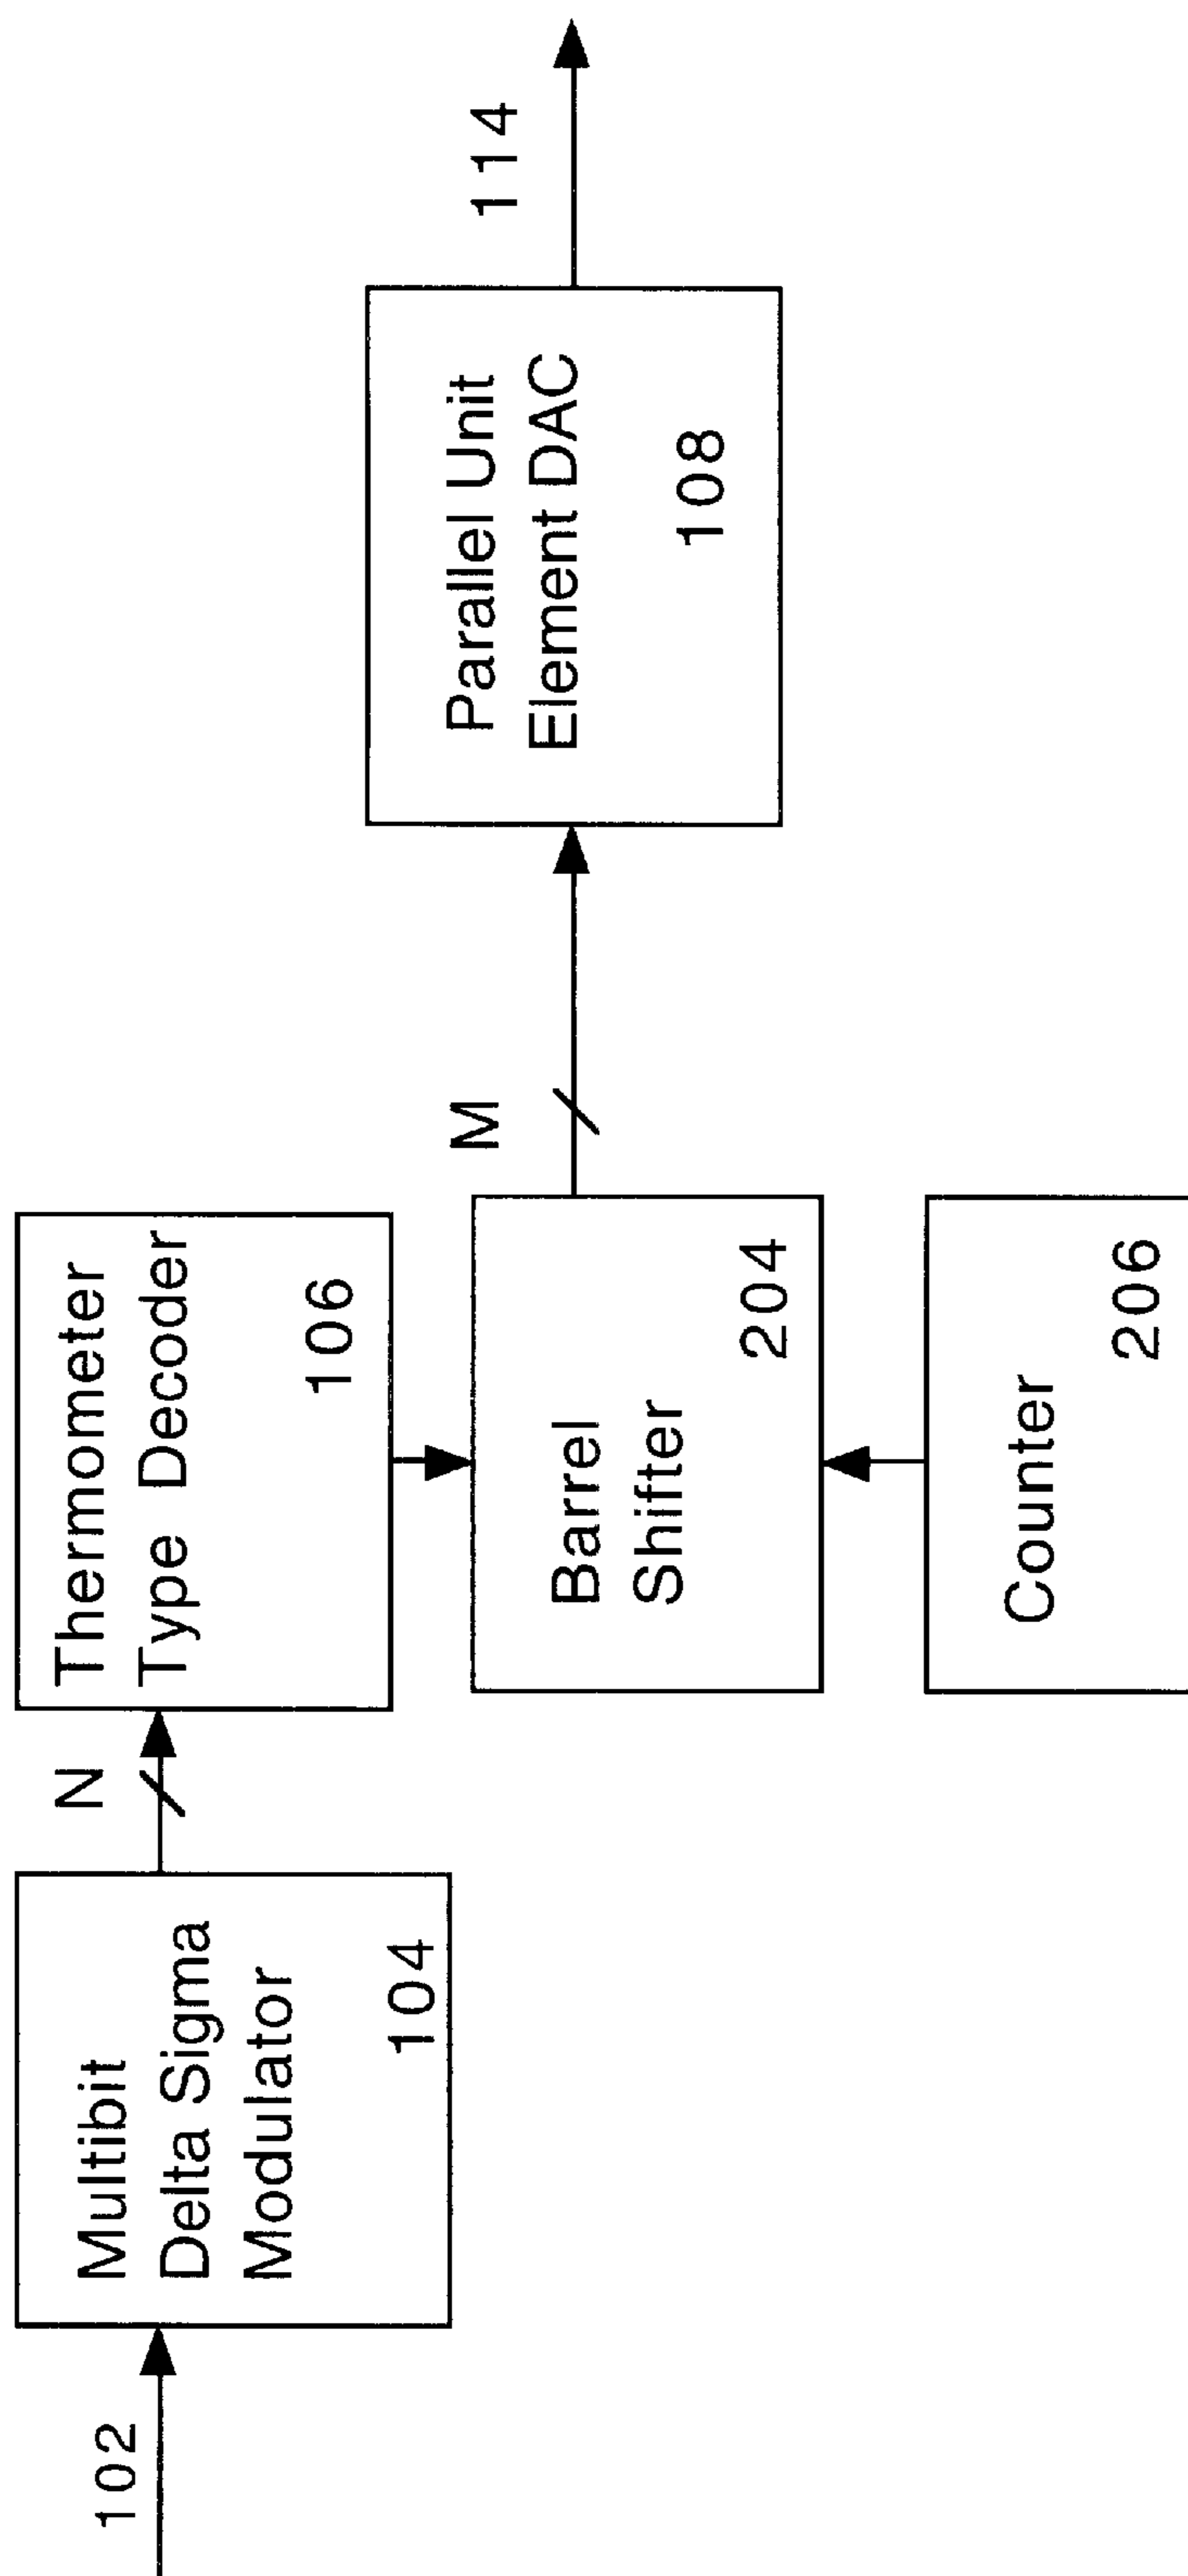 102
Multibit
Delta Sigma
Modulator
104
N
Thermometer
Type Decoder
106
Barrel
Shifter
204
Counter
206
M
Parallel Unit
Element DAC
108
114